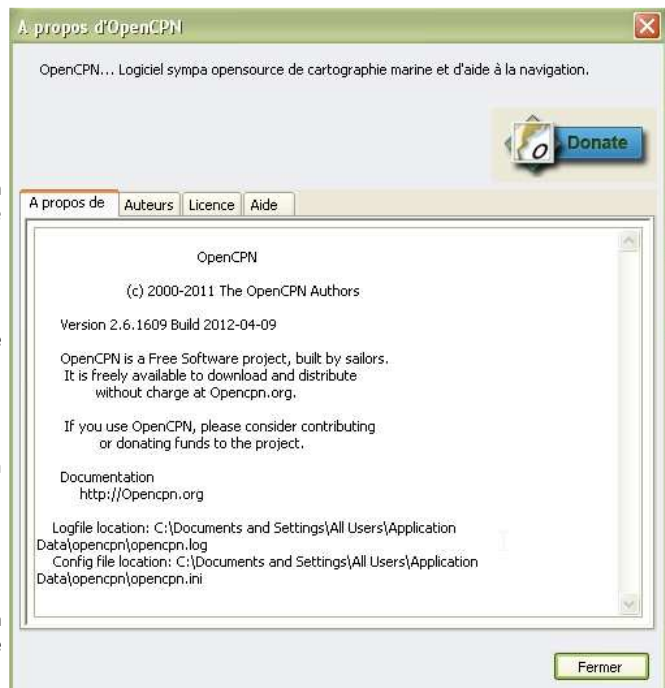 A propos d'OpenCPN
OpenCPN... Logiciel sympa opensource de cartographie marine et d'aide à la navigation.
Donate
A propos de Auteurs Licence Aide
OpenCPN
(c) 2000-2011 The OpenCPN Authors
Version 2.6.1609 Build 2012-04-09
OpenCPN is a Free Software project, built by sailors.
It is freely available to download and distribute
without charge at Opencpn.org.
If you use OpenCPN, please consider contributing
or donating funds to the project.
Documentation
http://Opencpn.org
Logfile location: C:\Documents and Settings\All Users\Application
Data\opencpn\opencpn.log
Config file location: C:\Documents and Settings\All Users\Application
Data\opencpn\opencpn.ini
Fermer